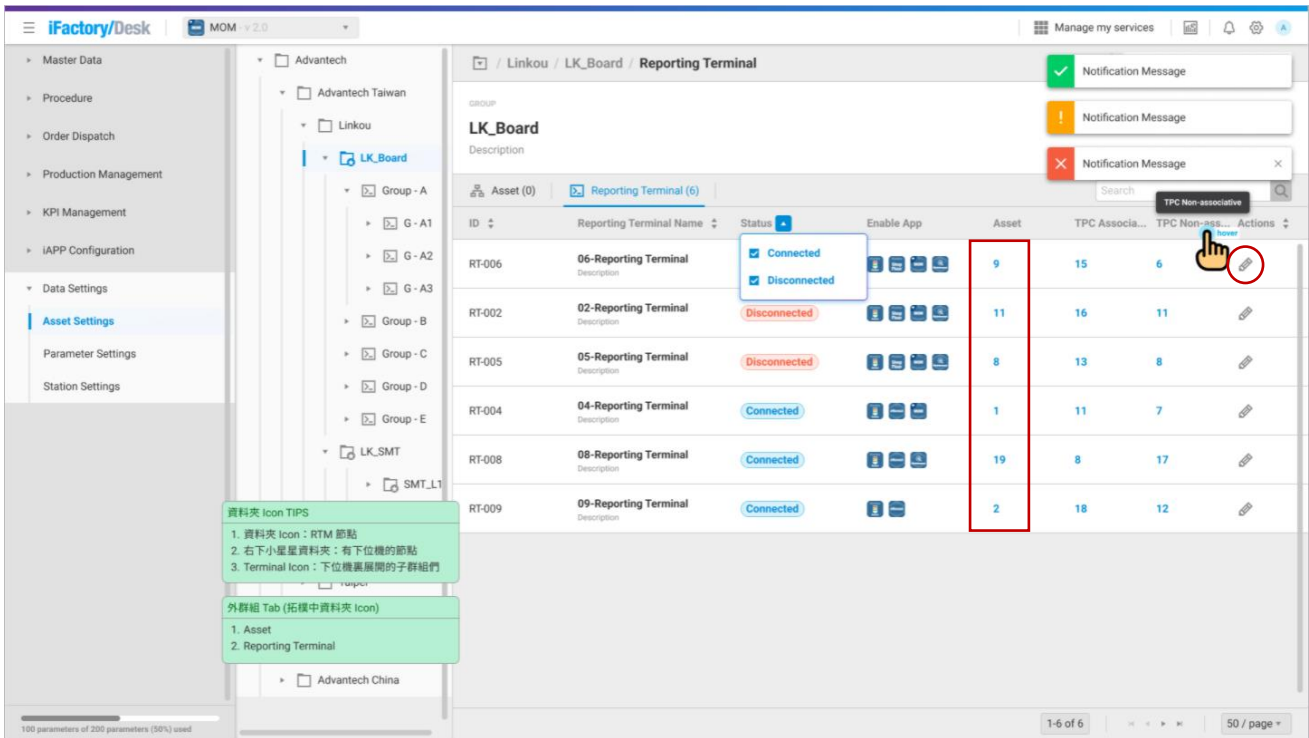 iFactory/Desk
MOM - v 2.0
Manage my services
A
Master Data
Procedure
Order Dispatch
Production Management
KPI Management
iAPP Configuration
Data Settings
Asset Settings
Parameter Settings
Station Settings
100 parameters of 200 parameters (50%) used
Advantech
Advantech Taiwan
Linkou
LK_Board
Group - A
G - A1
G - A2
G - A3
Group - B
Group - C
Group - D
Group - E
LK_SMT
SMT_L1
Advantech China
資料夾 Icon TIPS
1. 資料夾 Icon：RTM 節點
2. 右下小星星資料夾：有下位機的節點
3. Terminal Icon：下位機裏展開的子群組們
外群組 Tab (拓樸中資料夾 Icon)
1. Asset
2. Reporting Terminal
/ Linkou / LK_Board / Reporting Terminal
GROUP
LK_Board
Description
Notification Message
Notification Message
Notification Message
Asset (0) Reporting Terminal (6)
Search
TPC Non-associative
hover
ID Reporting Terminal Name Status Enable App Asset TPC Associa... TPC Non-ass... Actions
Connected
Disconnected
RT-006 06-Reporting Terminal 9 15 6
Description
RT-002 02-Reporting Terminal Disconnected 11 16 11
Description
RT-005 05-Reporting Terminal Disconnected 8 13 8
Description
RT-004 04-Reporting Terminal Connected 1 11 7
Description
RT-008 08-Reporting Terminal Connected 19 8 17
Description
RT-009 09-Reporting Terminal Connected 2 18 12
Description
1-6 of 6
50 / page